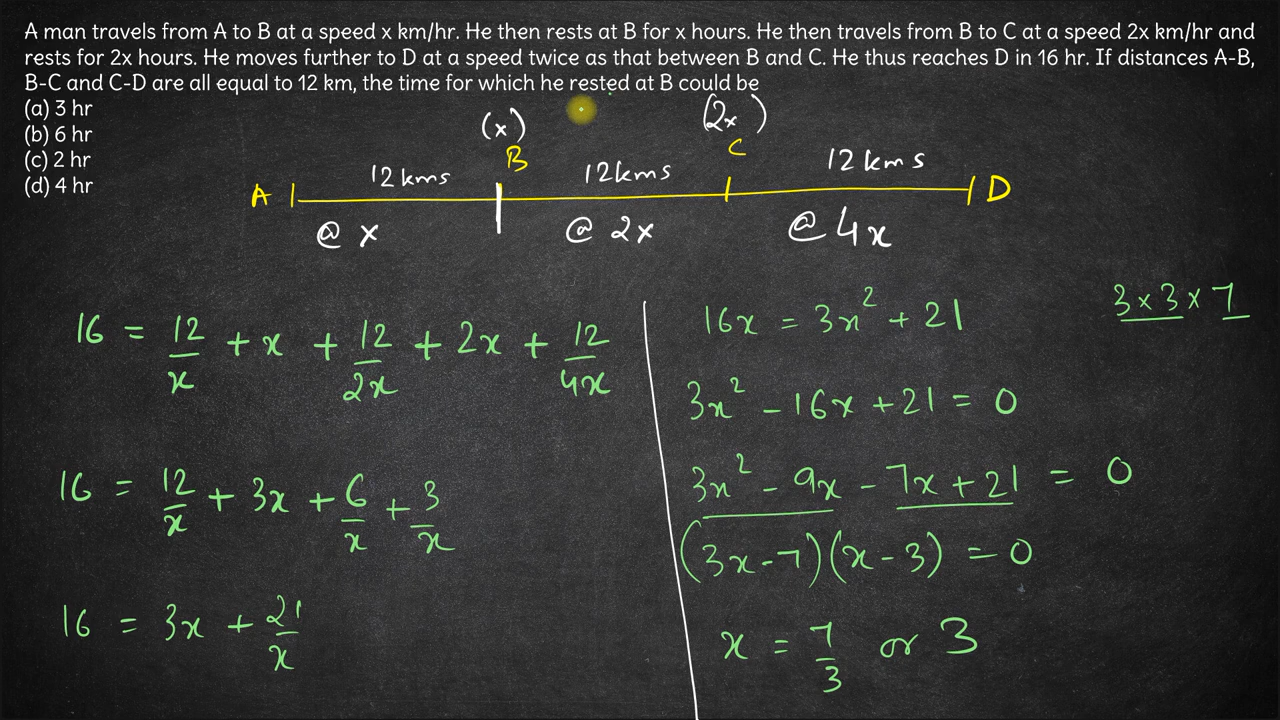 A man travels from A to B at a speed x km/hr. He then rests at B for x hours. He then travels from B to C at a speed 2x km/hr and
rests for 2x hours. He moves further to D at a speed twice as that between B and C. He thus reaches D in 16 hr. If distances A-B,
B-C and C-D are all equal to 12 km, the time for which he rested at B could be
(a) 3 hr
(b) 6 hr
(c) 2 hr
(d) 4 hr
(x) (2x )
B C
12 kms 12kms 12 kms
A D
@ x @ 2x @ 4x
16 = 12/x + x + 12/2x + 2x + 12/4x
16 = 12/x + 3x + 6/x + 3/x
16 = 3x + 21/x
16x = 3x² + 21
3 x 3 x 7
3x² - 16x + 21 = 0
3x² - 9x - 7x + 21 = 0
(3x - 7)(x - 3) = 0
x = 7/3 or 3